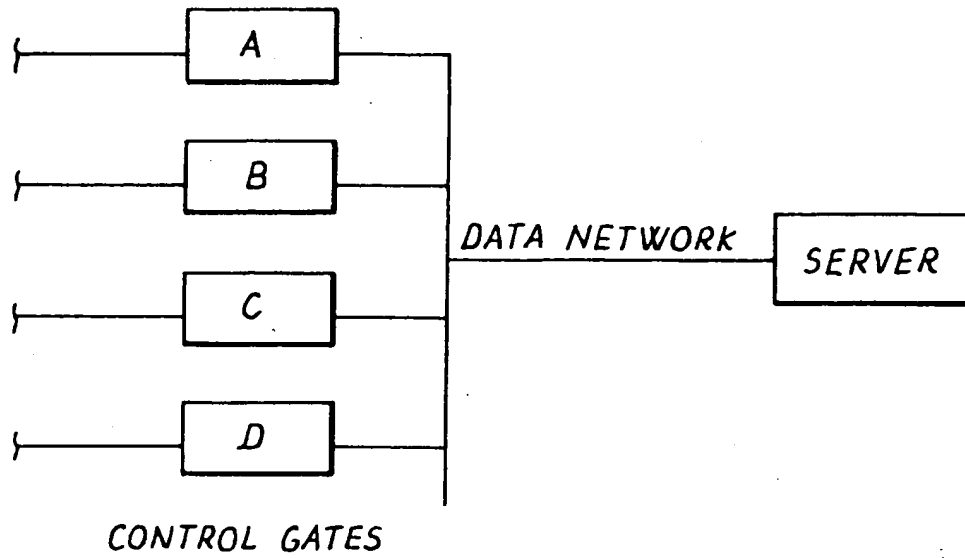 A
B
DATA NETWORK
SERVER
C
D
CONTROL GATES